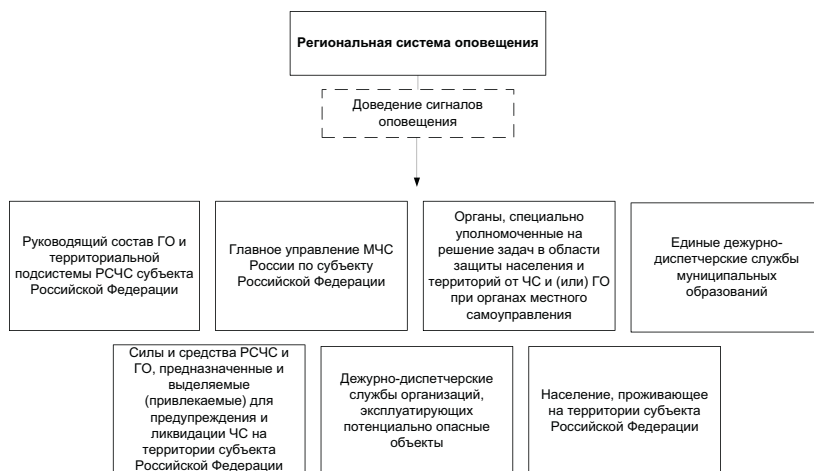 Региональная система оповещения
Доведение сигналов
оповещения
Руководящий состав ГО и
территориальной
подсистемы РСЧС субъекта
Российской Федерации
Главное управление МЧС
России по субъекту
Российской Федерации
Органы, специально
уполномоченные на
решение задач в области
защиты населения и
территорий от ЧС и (или) ГО
при органах местного
самоуправления
Единые дежурно-
диспетчерские службы
муниципальных
образований
Силы и средства РСЧС и
ГО, предназначенные и
выделяемые
(привлекаемые) для
предупреждения и
ликвидации ЧС на
территории субъекта
Российской Федерации
Дежурно-диспетчерские
службы организаций,
эксплуатирующих
потенциально опасные
объекты
Население, проживающее
на территории субъекта
Российской Федерации